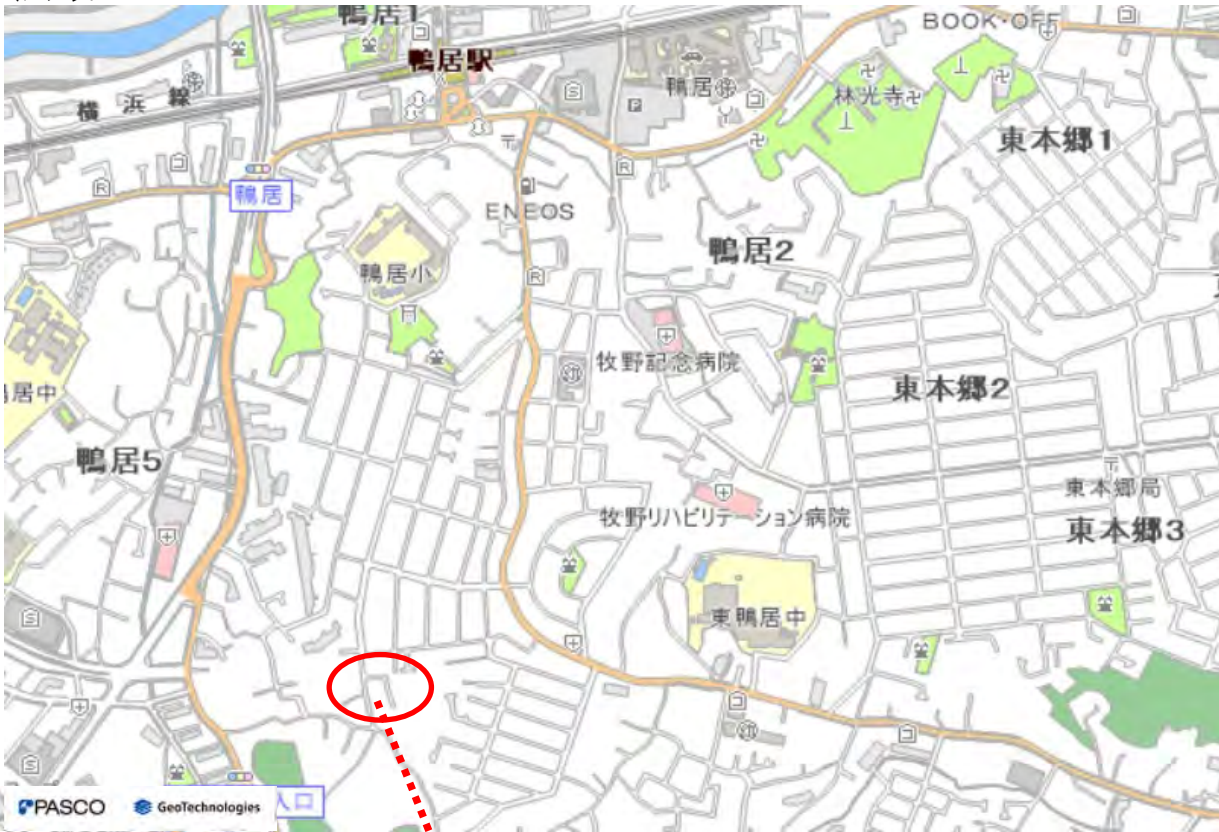 鴨居1
BOOK・OFF
鴨居駅
横浜線
鴨居
林光寺
東本郷1
鴨居
ENEOS
鴨居2
鴨居小
牧野記念病院
居中
東本郷2
鴨居5
東本郷局
牧野リハビリテーション病院
東本郷3
東鴨居中
PASCO
GeoTechnologies
入口